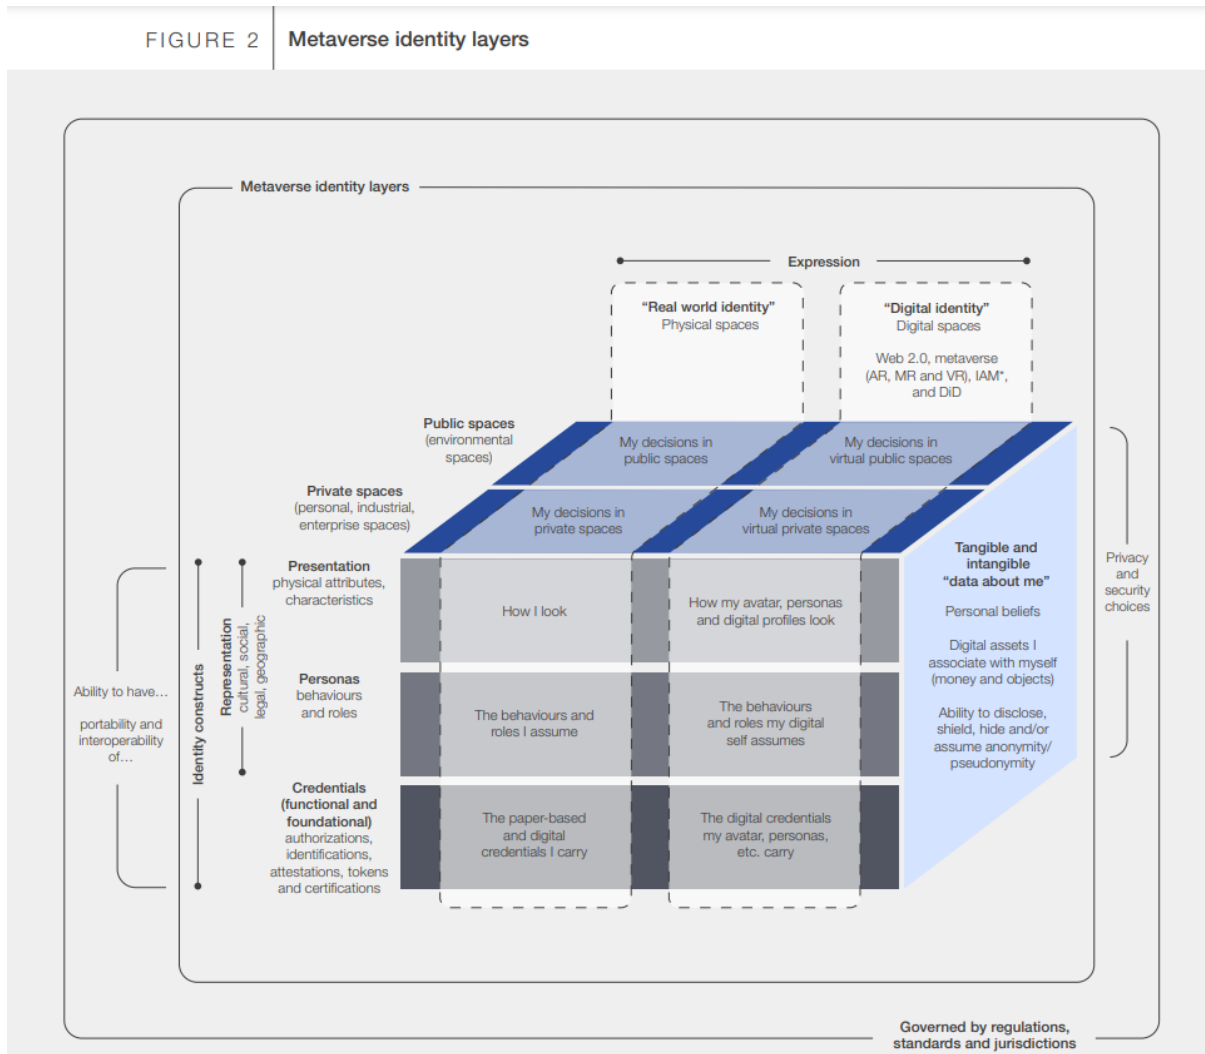 FIGURE 2
Metaverse identity layers
Metaverse identity layers
Expression
“Real world identity”
Physical spaces
“Digital identity”
Digital spaces
Web 2.0, metaverse
(AR, MR and VR), IAM*,
and DiD
Public spaces
(environmental
spaces)
My decisions in
public spaces
My decisions in
virtual public spaces
Private spaces
(personal, industrial,
enterprise spaces)
My decisions in
private spaces
My decisions in
virtual private spaces
Presentation
physical attributes,
characteristics
How I look
How my avatar, personas
and digital profiles look
Personas
behaviours
and roles
The behaviours and
roles I assume
The behaviours
and roles my digital
self assumes
Credentials
(functional and
foundational)
authorizations,
identifications,
attestations, tokens
and certifications
The paper-based
and digital
credentials I carry
The digital credentials
my avatar, personas,
etc. carry
Tangible and
intangible
“data about me”
Personal beliefs
Digital assets I
associate with myself
(money and objects)
Ability to disclose,
shield, hide and/or
assume anonymity/
pseudonymity
Privacy
and
security
choices
Ability to have…
portability and
interoperability
of…
Identity constructs
Representation
cultural, social,
legal, geographic
Governed by regulations,
standards and jurisdictions